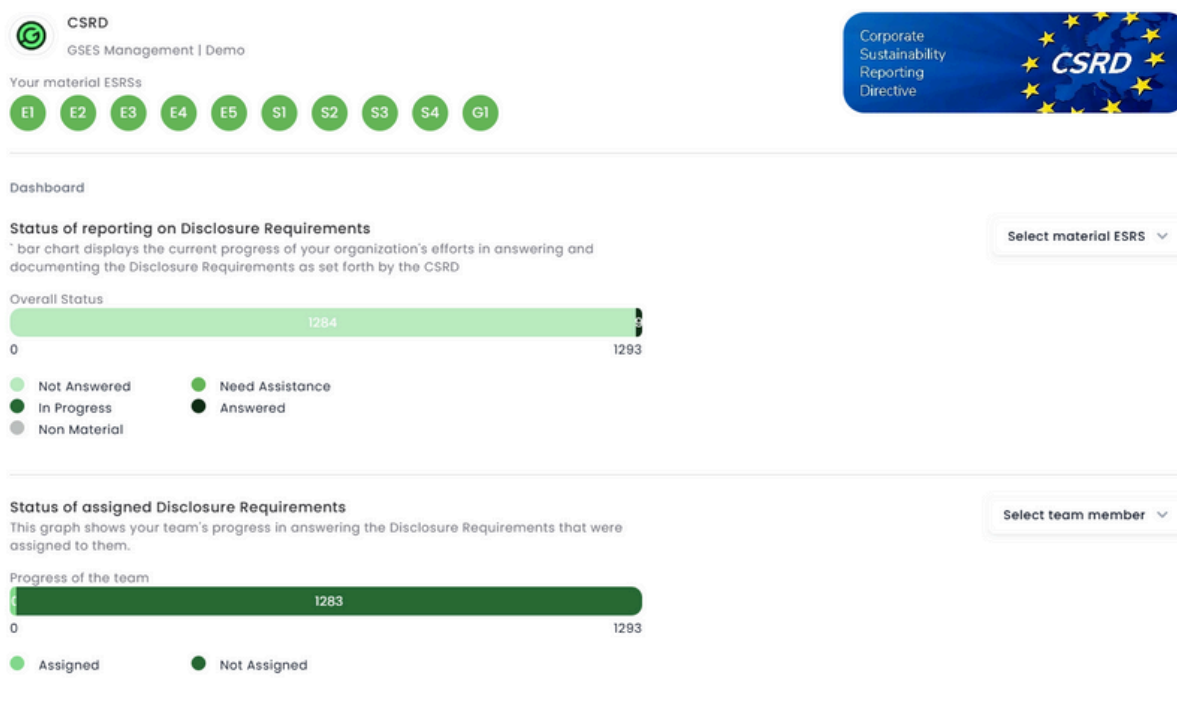 CSRD
GSES Management | Demo
Your material ESRSs
E1 E2 E3 E4 E5 S1 S2 S3 S4 G1
Corporate
Sustainability
Reporting
Directive
CSRD
Dashboard
Status of reporting on Disclosure Requirements
` bar chart displays the current progress of your organization's efforts in answering and
documenting the Disclosure Requirements as set forth by the CSRD
Select material ESRS
Overall Status
1284
0 1293
Not Answered Need Assistance
In Progress Answered
Non Material
Status of assigned Disclosure Requirements
This graph shows your team's progress in answering the Disclosure Requirements that were
assigned to them.
Select team member
Progress of the team
1283
0 1293
Assigned Not Assigned